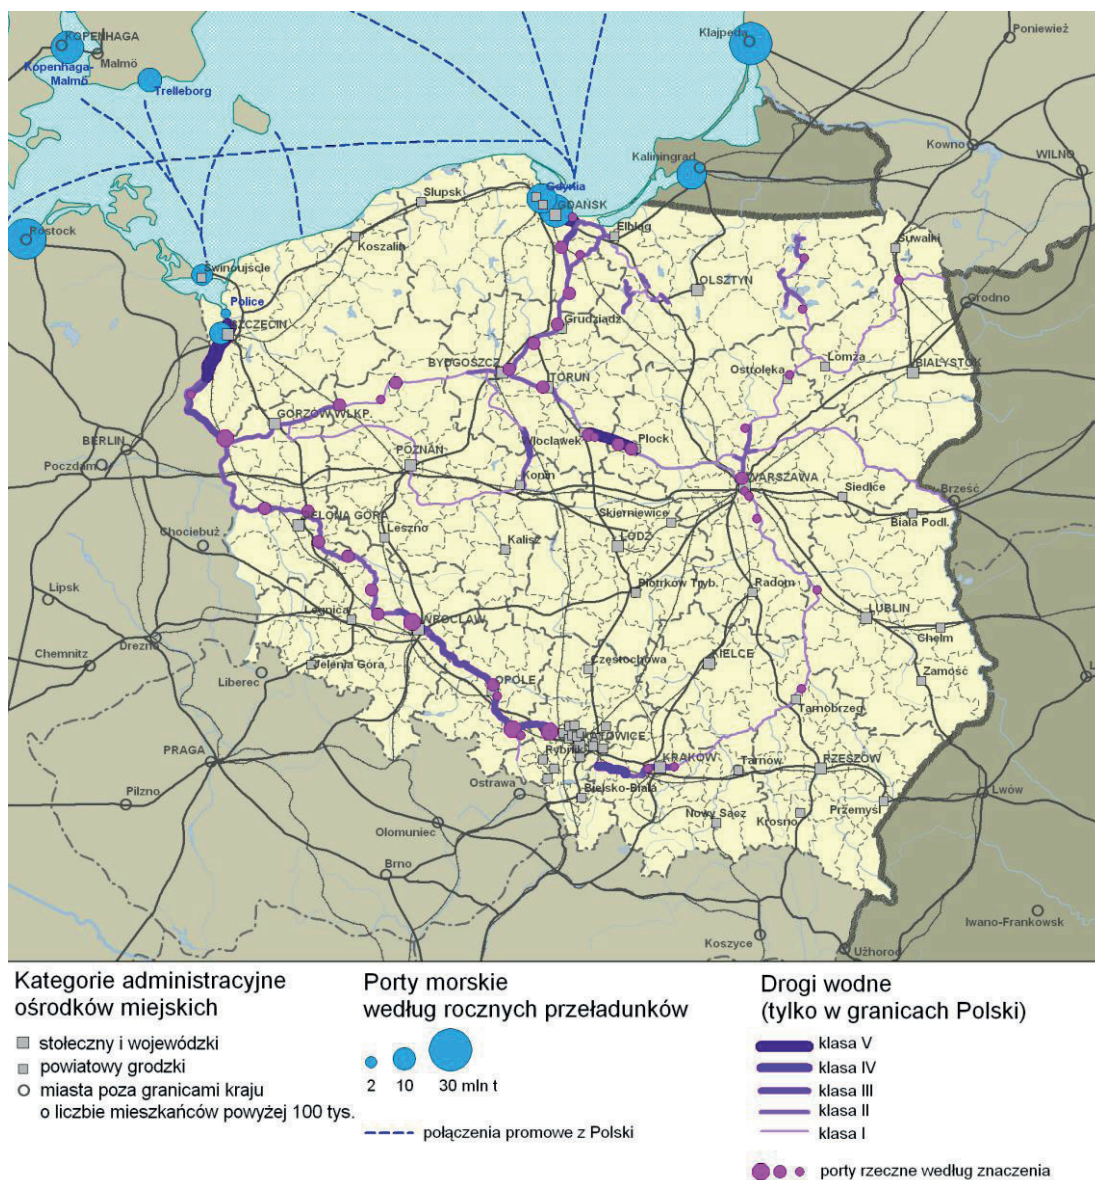 KOPENHAGA
Malmö
Kopenhaga-
Malmö
Trelleborg
Kłajpeda
Poniewież
Kowno
WILNO
Kaliningrad
Rostock
Słupsk
Koszalin
Gdynia
GDAŃSK
Elbląg
Suwałki
Świnoujście
Police
SZCZECIN
OLSZTYN
Grodno
Grudziądz
BYDGOSZCZ
TORUŃ
Ostrołęka
Łomża
BIAŁYSTOK
GORZÓW WLKP.
BERLIN
Poczdam
POZNAŃ
Włocławek
Płock
Konin
WARSZAWA
Siedlce
Brześć
Biała Podl.
Skierniewice
ZIELONA GÓRA
Leszno
Chociebuż
Kalisz
ŁÓDŹ
Lipsk
Piotrków Tryb.
Radom
Legnica
WROCŁAW
LUBLIN
Chełm
Chemnitz
Drezno
Jelenia Góra
Liberec
Częstochowa
KIELCE
Zamość
OPOLE
Tarnobrzeg
PRAGA
KATOWICE
Rybnik
KRAKÓW
Tarnów
RZESZÓW
Ostrawa
Bielsko-Biała
Przemyśl
Lwów
Pilzno
Ołomuniec
Nowy Sącz
Krosno
Brno
Iwano-Frankowsk
Koszyce
Użhorod
Kategorie administracyjne
ośrodków miejskich
stołeczny i wojewódzki
powiatowy grodzki
miasta poza granicami kraju
o liczbie mieszkańców powyżej 100 tys.
Porty morskie
według rocznych przeładunków
2 10 30 mln t
połączenia promowe z Polski
Drogi wodne
(tylko w granicach Polski)
klasa V
klasa IV
klasa III
klasa II
klasa I
porty rzeczne według znaczenia